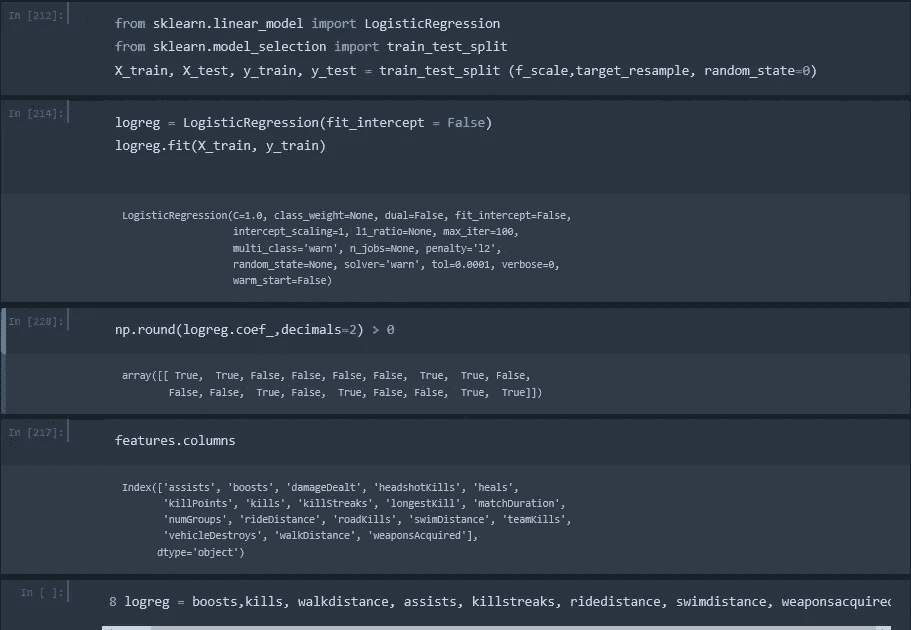 In [212]:
from sklearn.linear_model import LogisticRegression
from sklearn.model_selection import train_test_split
X_train, X_test, y_train, y_test = train_test_split (f_scale,target_resample, random_state=0)
In [214]:
logreg = LogisticRegression(fit_intercept = False)
logreg.fit(X_train, y_train)
LogisticRegression(C=1.0, class_weight=None, dual=False, fit_intercept=False,
intercept_scaling=1, l1_ratio=None, max_iter=100,
multi_class='warn', n_jobs=None, penalty='l2',
random_state=None, solver='warn', tol=0.0001, verbose=0,
warm_start=False)
In [228]:
np.round(logreg.coef_,decimals=2) > 0
array([[ True,  True, False, False, False, False,  True,  True, False,
False, False,  True, False,  True, False, False,  True,  True]])
In [217]:
features.columns
Index(['assists', 'boosts', 'damageDealt', 'headshotKills', 'heals',
'killPoints', 'kills', 'killStreaks', 'longestKill', 'matchDuration',
'numGroups', 'rideDistance', 'roadKills', 'swimDistance', 'teamKills',
'vehicleDestroys', 'walkDistance', 'weaponsAcquired'],
dtype='object')
In [ ]:
8 logreg = boosts,kills, walkdistance, assists, killstreaks, ridedistance, swimdistance, weaponsacquired